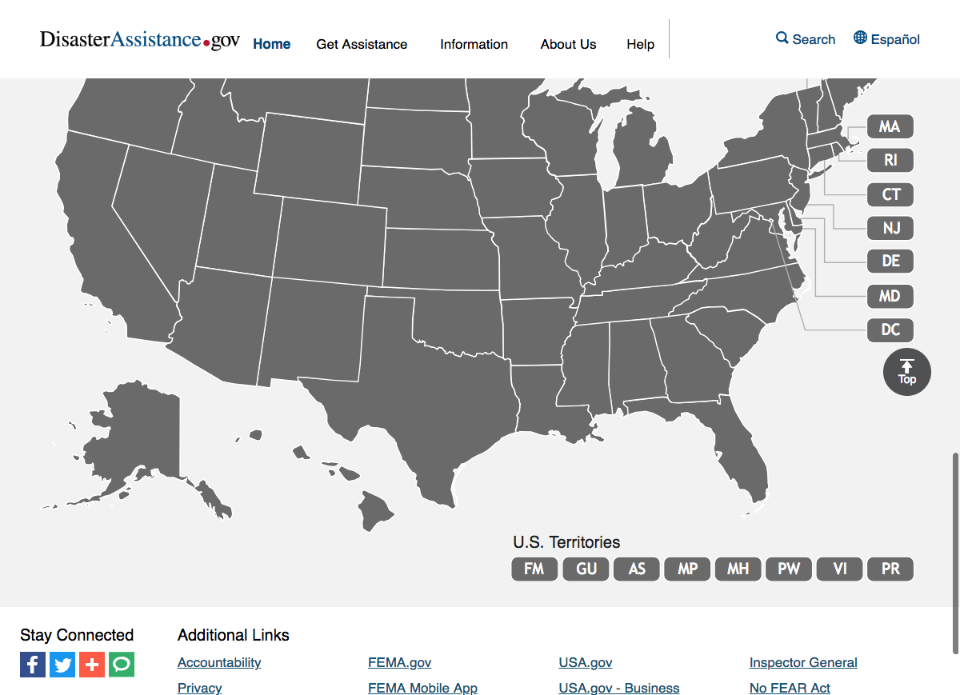 DisasterAssistance.gov Home Get Assistance Information About Us Help Search Español
MA
RI
CT
NJ
DE
MD
DC
Top
U.S. Territories
FM GU AS MP MH PW VI PR
Stay Connected Additional Links
Accountability FEMA.gov USA.gov Inspector General
Privacy FEMA Mobile App USA.gov - Business No FEAR Act